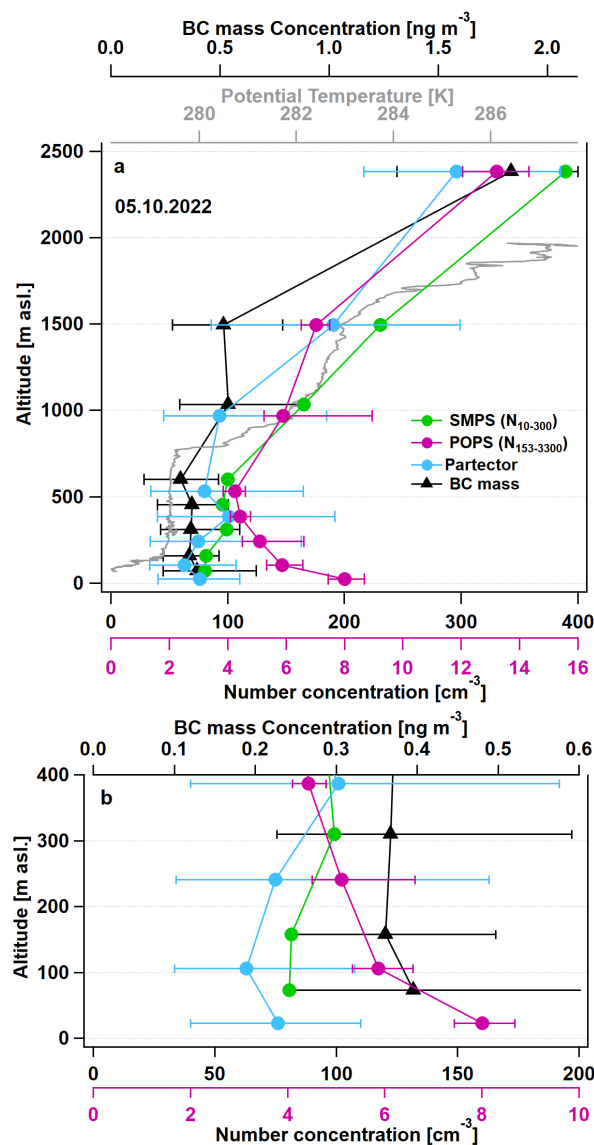 BC mass Concentration [ng m⁻³]
0.0 0.5 1.0 1.5 2.0
Potential Temperature [K]
280 282 284 286
a
05.10.2022
Altitude [m asl.]
2500
2000
1500
1000
500
0
SMPS (N₁₀₋₃₀₀)
POPS (N₁₅₃₋₃₃₀₀)
Partector
BC mass
0 100 200 300 400
0 2 4 6 8 10 12 14 16
Number concentration [cm⁻³]
BC mass Concentration [ng m⁻³]
0.0 0.1 0.2 0.3 0.4 0.5 0.6
b
Altitude [m asl.]
400
300
200
100
0
0 50 100 150 200
0 2 4 6 8 10
Number concentration [cm⁻³]